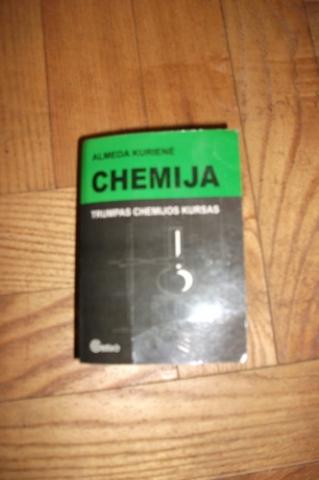 ALMEDA KURIENĖ
CHEMIJA
TRUMPAS CHEMIJOS KURSAS